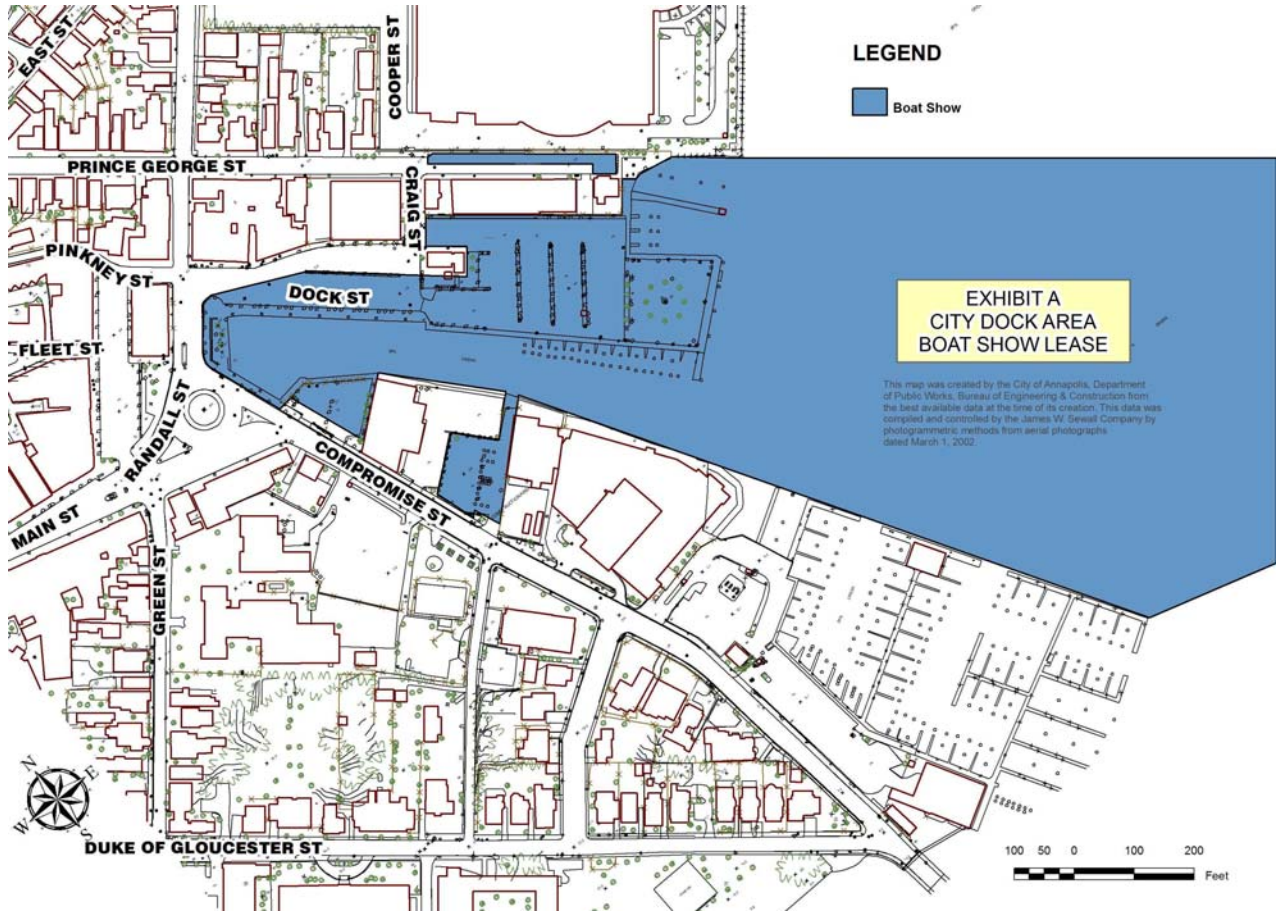 EAST ST
COOPER ST
LEGEND
Boat Show
PRINCE GEORGE ST
CRAIG ST
PINKNEY ST
DOCK ST
EXHIBIT A
CITY DOCK AREA
BOAT SHOW LEASE
FLEET ST
This map was created by the City of Annapolis, Department
of Public Works, Bureau of Engineering & Construction from
the best available data at the time of its creation. This data was
compiled and controlled by the James W. Sewall Company by
photogrammetric methods from aerial photographs
dated March 1, 2002.
RANDALL ST
COMPROMISE ST
MAIN ST
GREEN ST
N
E
W
S
DUKE OF GLOUCESTER ST
100 50 0 100 200
Feet